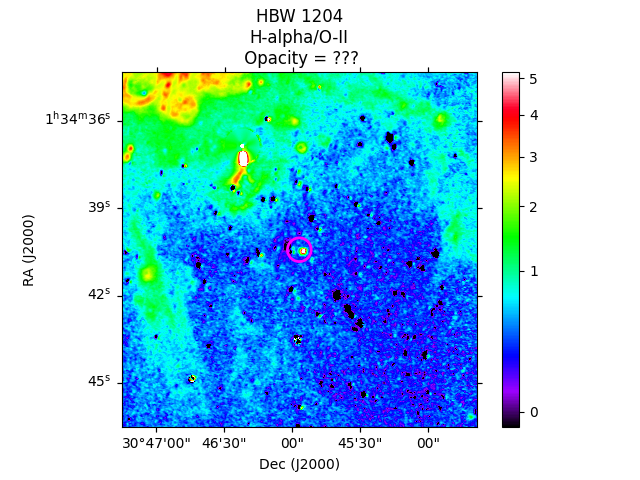 HBW 1204
H-alpha/O-II
Opacity = ???
1ʰ34ᵐ36ˢ
39ˢ
42ˢ
45ˢ
RA (J2000)
30°47'00" 46'30" 00" 45'30" 00"
Dec (J2000)
5
4
3
2
1
0